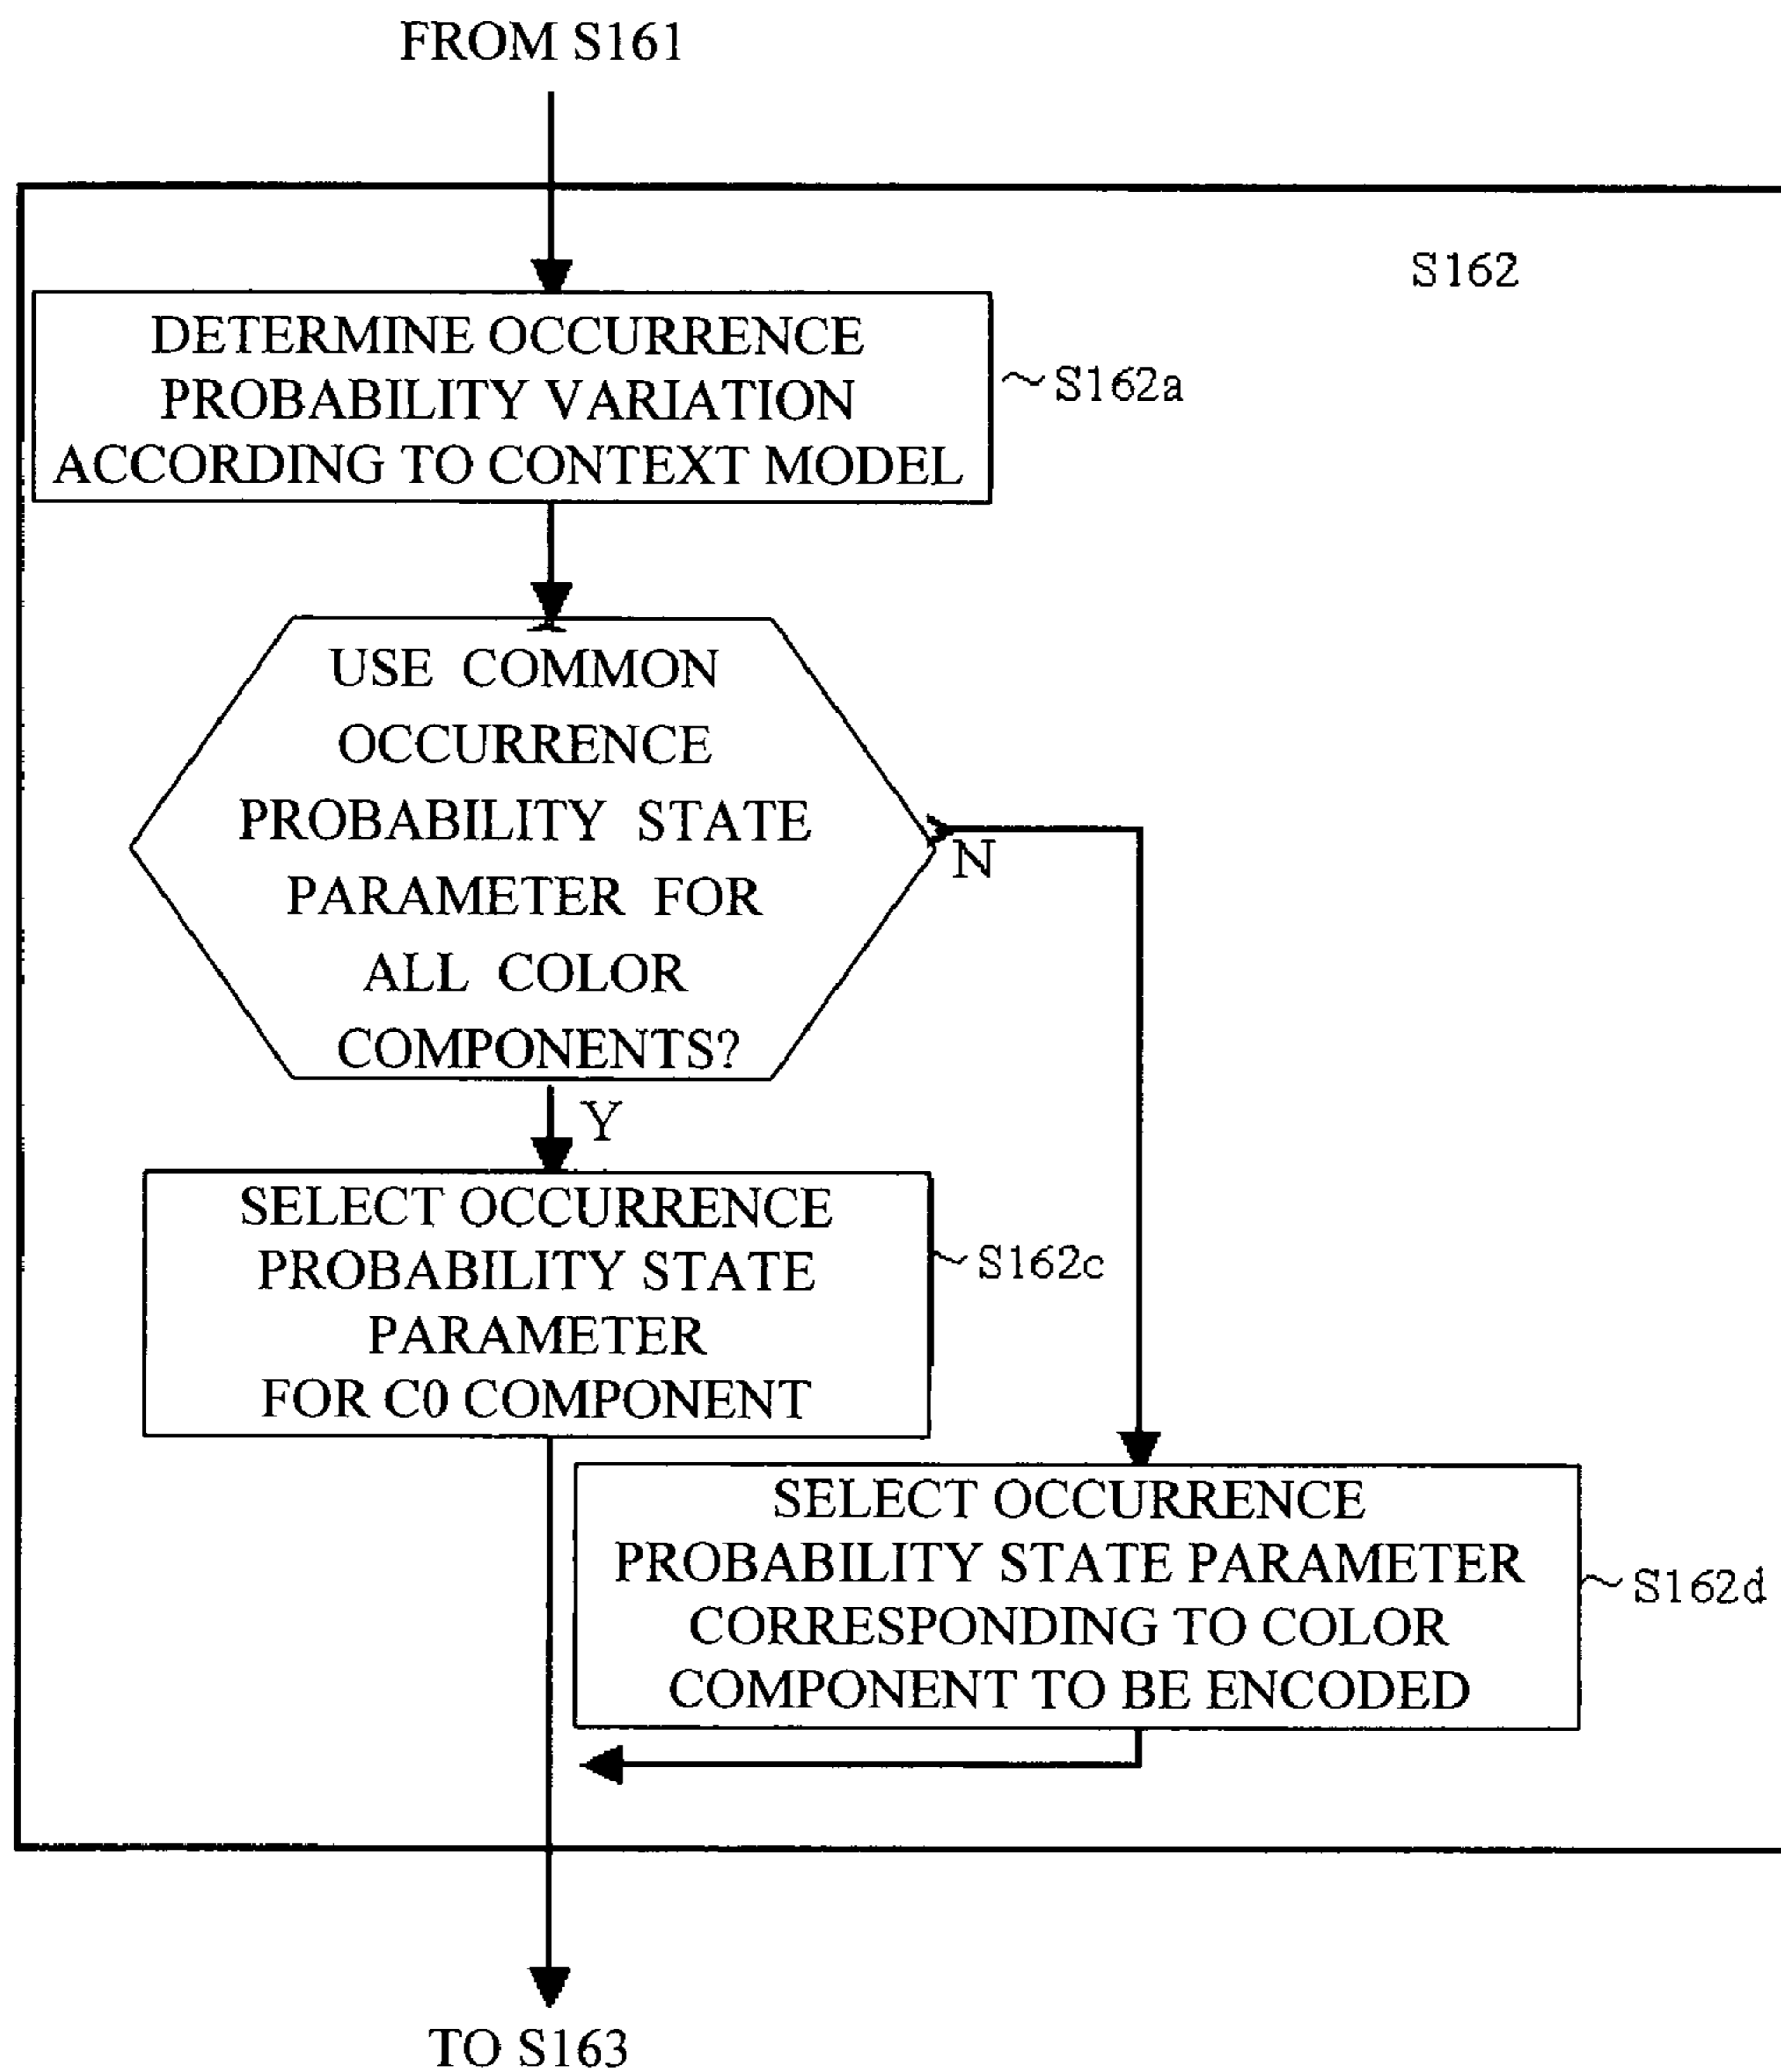 FROM S161
S162
DETERMINE OCCURRENCE
PROBABILITY VARIATION
ACCORDING TO CONTEXT MODEL
S162a
USE COMMON
OCCURRENCE
PROBABILITY STATE
PARAMETER FOR
ALL COLOR
COMPONENTS?
N
Y
SELECT OCCURRENCE
PROBABILITY STATE
PARAMETER
FOR C0 COMPONENT
S162c
SELECT OCCURRENCE
PROBABILITY STATE PARAMETER
CORRESPONDING TO COLOR
COMPONENT TO BE ENCODED
S162d
TO S163